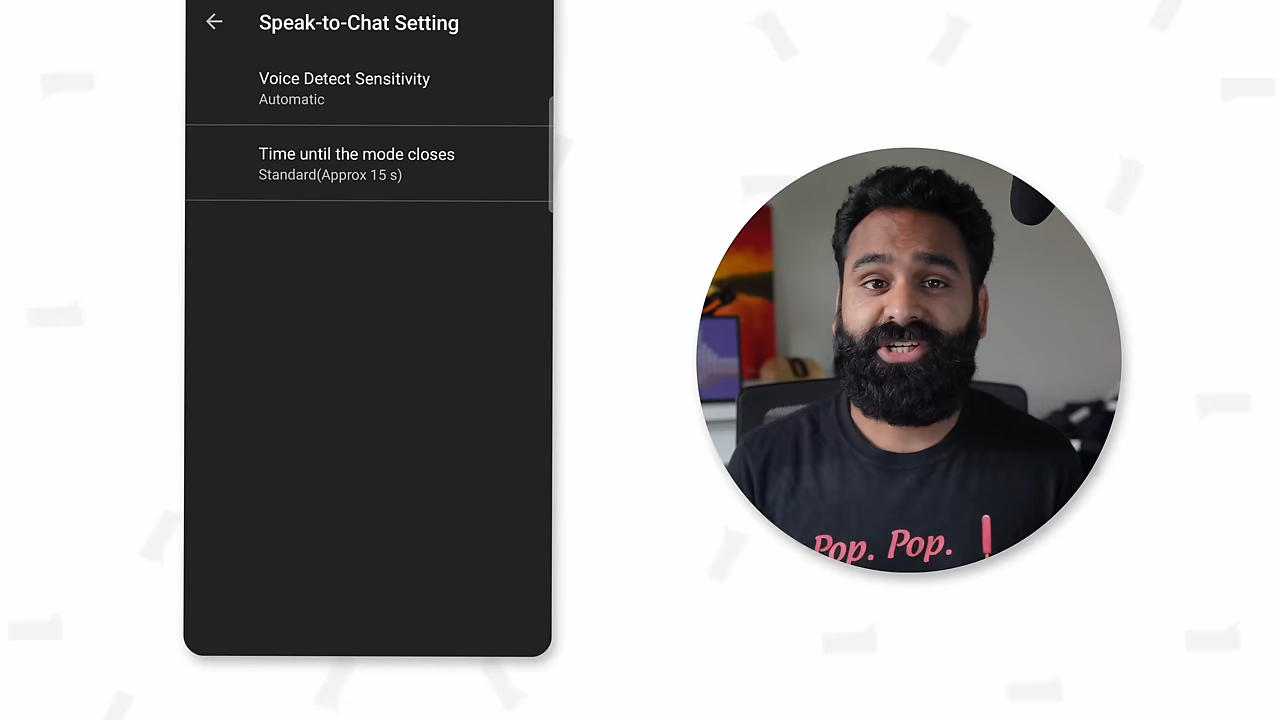 Speak-to-Chat Setting
Voice Detect Sensitivity
Automatic
Time until the mode closes
Standard(Approx 15 s)
Pop. Pop.